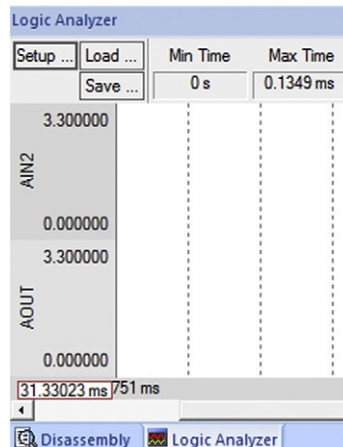 Logic Analyzer
Setup ... Load ... Min Time Max Time
Save ... 0 s 0.1349 ms
3.300000
AIN2
0.000000
3.300000
AOUT
0.000000
31.33023 ms 751 ms
Disassembly Logic Analyzer